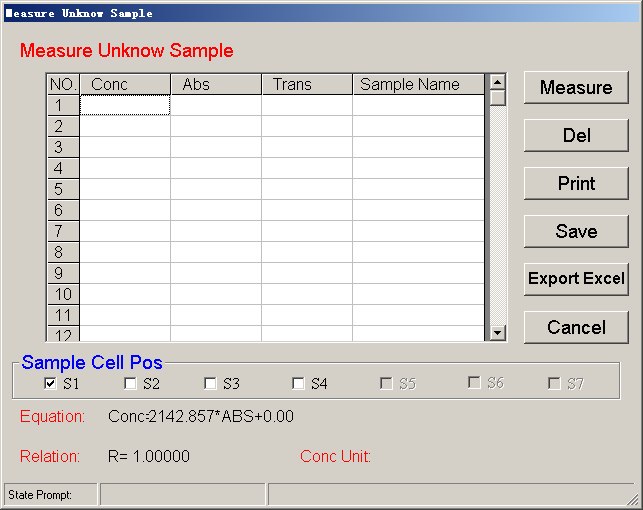 Measure Unknow Sample
Measure Unknow Sample
NO. Conc Abs Trans Sample Name
1
2
3
4
5
6
7
8
9
10
11
12
Measure
Del
Print
Save
Export Excel
Cancel
Sample Cell Pos
S1 S2 S3 S4 S5 S6 S7
Equation: Conc=2142.857*ABS+0.00
Relation: R= 1.00000 Conc Unit:
State Prompt: